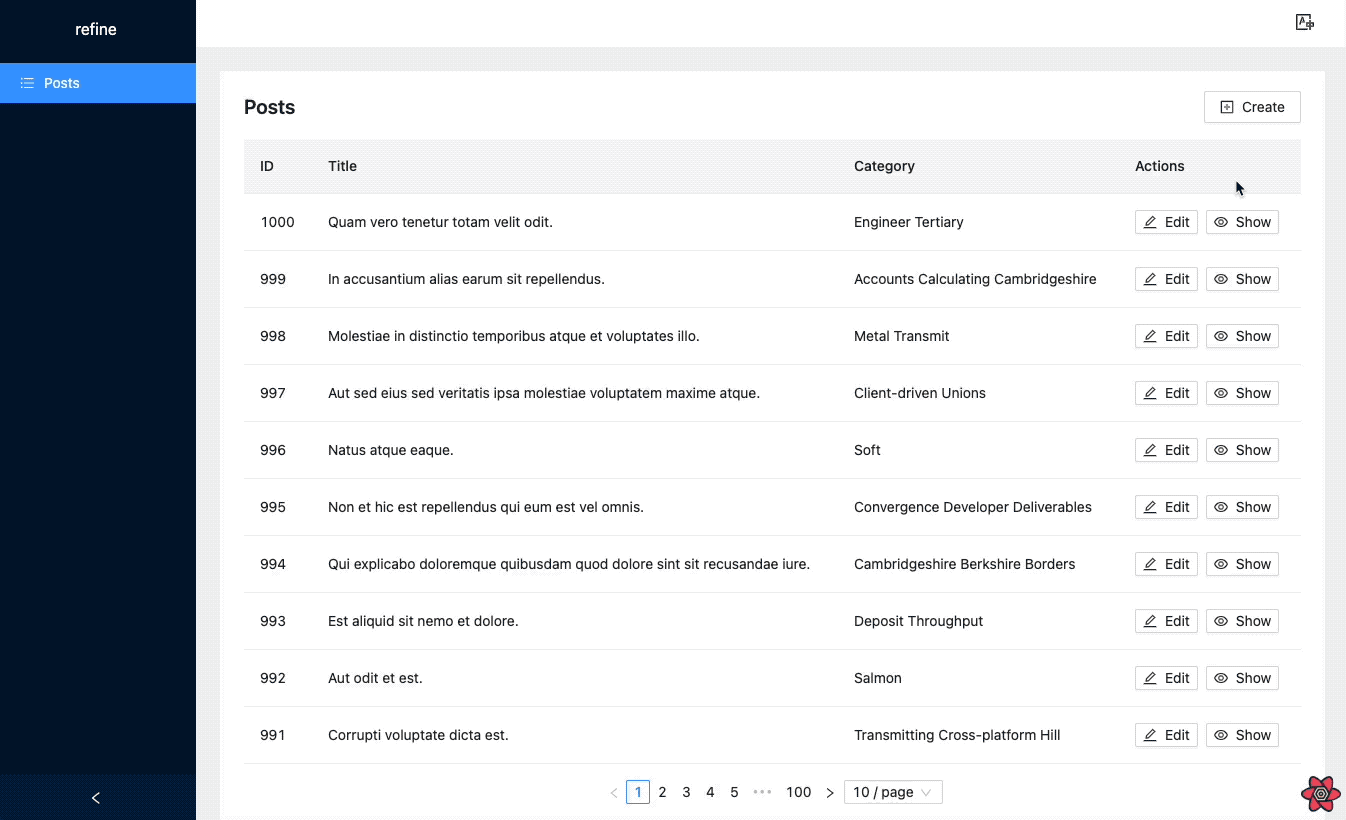 refine
Posts
Posts
Create
ID Title Category Actions
1000 Quam vero tenetur totam velit odit. Engineer Tertiary Edit Show
999 In accusantium alias earum sit repellendus. Accounts Calculating Cambridgeshire Edit Show
998 Molestiae in distinctio temporibus atque et voluptates illo. Metal Transmit Edit Show
997 Aut sed eius sed veritatis ipsa molestiae voluptatem maxime atque. Client-driven Unions Edit Show
996 Natus atque eaque. Soft Edit Show
995 Non et hic est repellendus qui eum est vel omnis. Convergence Developer Deliverables Edit Show
994 Qui explicabo doloremque quibusdam quod dolore sint sit recusandae iure. Cambridgeshire Berkshire Borders Edit Show
993 Est aliquid sit nemo et dolore. Deposit Throughput Edit Show
992 Aut odit et est. Salmon Edit Show
991 Corrupti voluptate dicta est. Transmitting Cross-platform Hill Edit Show
< 1 2 3 4 5 ••• 100 > 10 / page